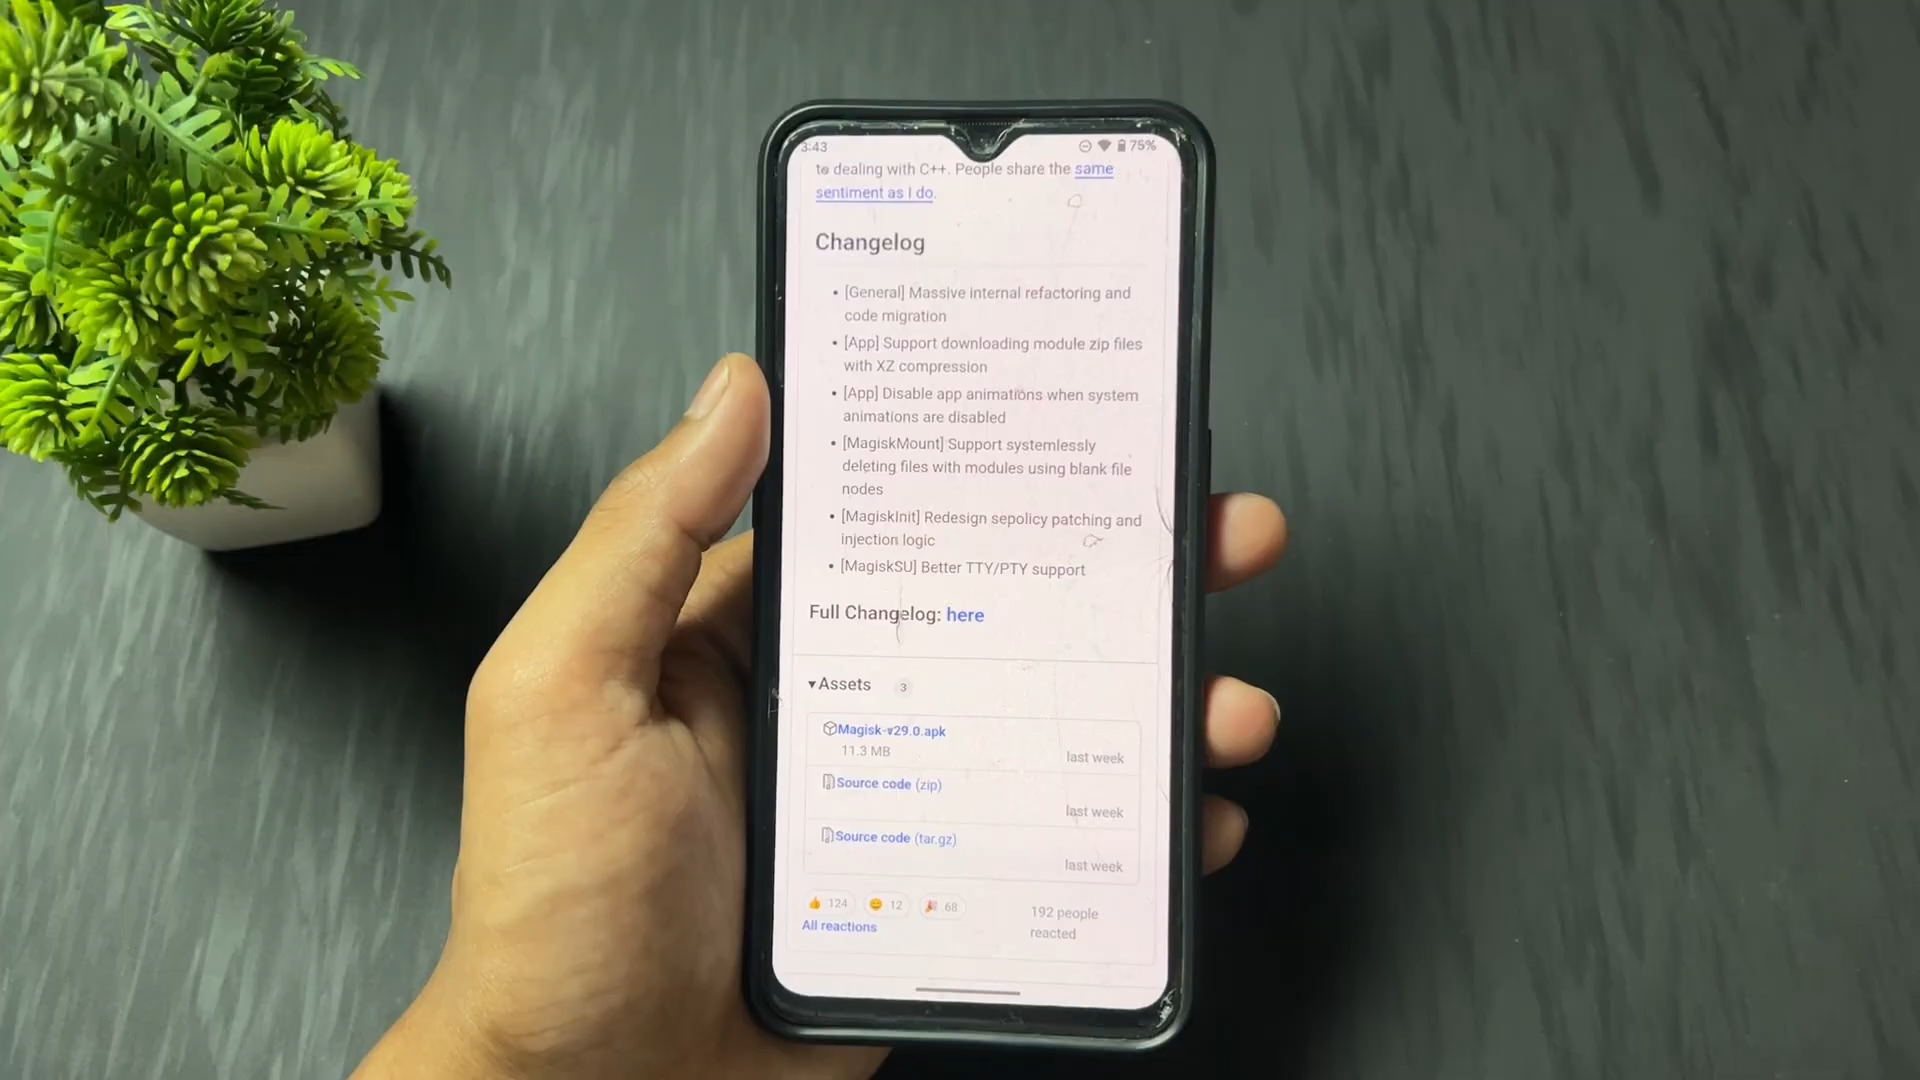 3:43 75%
to dealing with C++. People share the same
sentiment as I do.
Changelog
• [General] Massive internal refactoring and
code migration
• [App] Support downloading module zip files
with XZ compression
• [App] Disable app animations when system
animations are disabled
• [MagiskMount] Support systemlessly
deleting files with modules using blank file
nodes
• [MagiskInit] Redesign sepolicy patching and
injection logic
• [MagiskSU] Better TTY/PTY support
Full Changelog: here
Assets 3
Magisk-v29.0.apk
11.3 MB
last week
Source code (zip)
last week
Source code (tar.gz)
last week
👍 124 😄 12 🎉 68 192 people
All reactions reacted